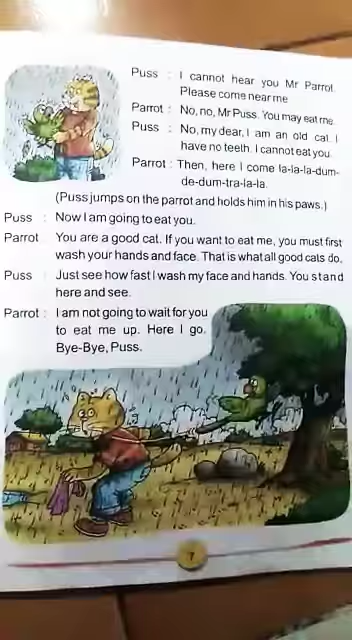 Puss : I cannot hear you Mr Parrot.
Please come near me
Parrot : No, no, Mr Puss. You may eat me.
Puss : No, my dear, I am an old cat. I
have no teeth. I cannot eat you.
Parrot : Then, here I come la-la-la-dum-
de-dum-tra-la-la.
(Puss jumps on the parrot and holds him in his paws.)
Puss : Now I am going to eat you.
Parrot : You are a good cat. If you want to eat me, you must first
wash your hands and face. That is what all good cats do.
Puss : Just see how fast I wash my face and hands. You stand
here and see.
Parrot : I am not going to wait for you
to eat me up. Here I go.
Bye-Bye, Puss.
7